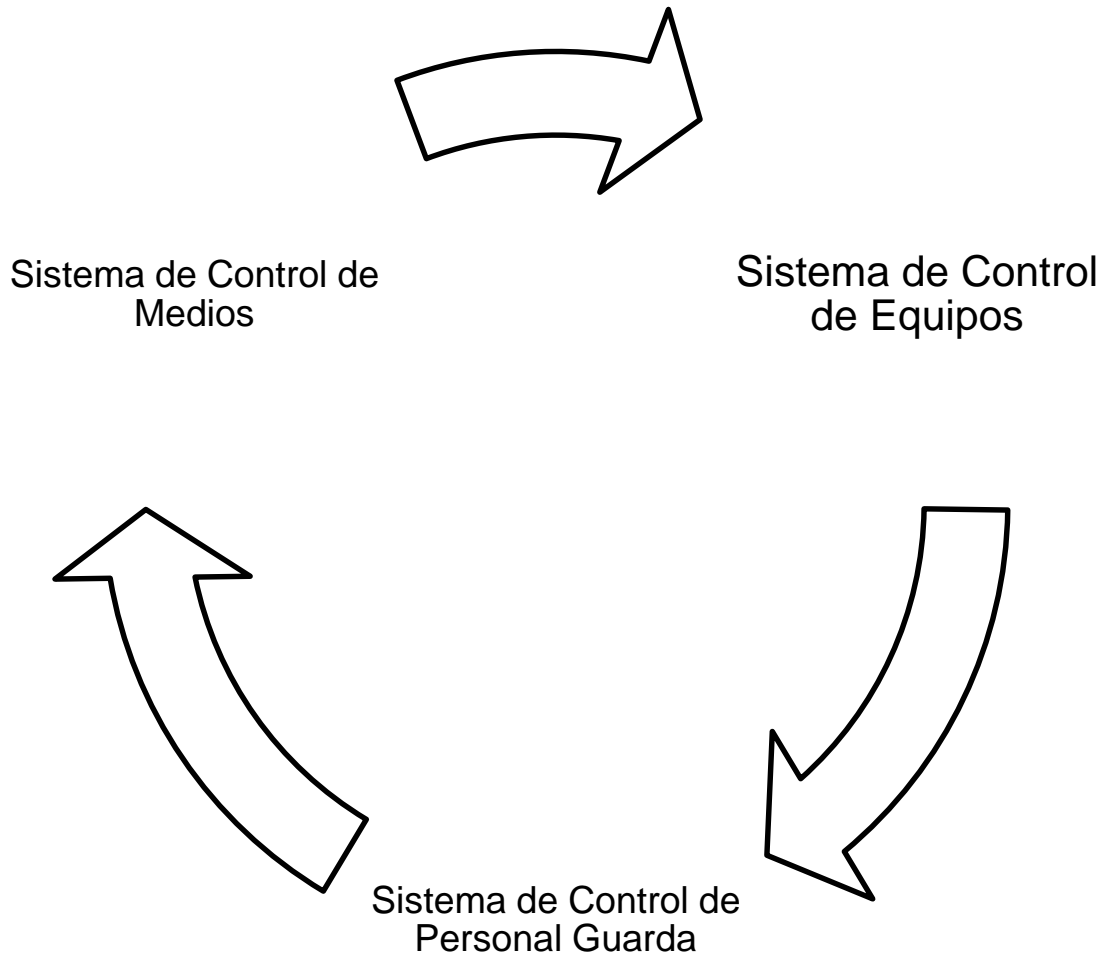 Sistema de Control de
Medios
Sistema de Control
de Equipos
Sistema de Control de
Personal Guarda